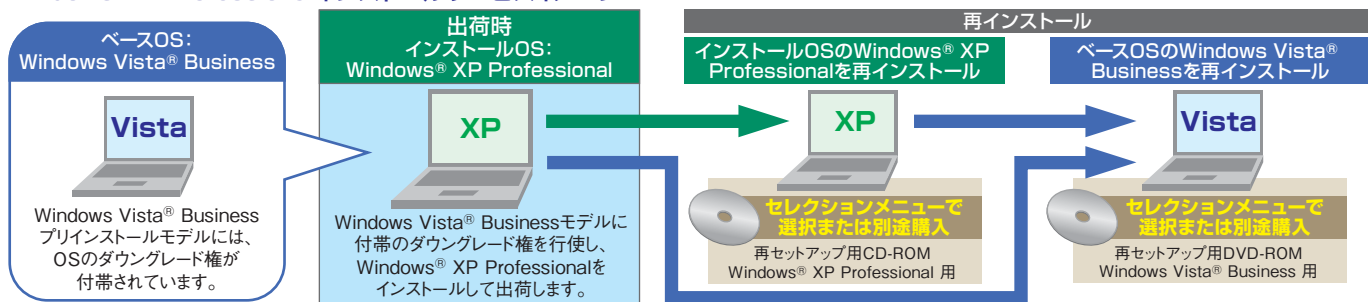 ベースOS:
Windows Vista® Business
Vista
Windows Vista® Business
プリインストールモデルには、
OSのダウングレード権が
付帯されています。
出荷時
インストールOS:
Windows® XP Professional
XP
Windows Vista® Businessモデルに
付帯のダウングレード権を行使し、
Windows® XP Professionalを
インストールして出荷します。
再インストール
インストールOSのWindows® XP
Professionalを再インストール
XP
セレクションメニューで
選択または別途購入
再セットアップ用CD-ROM
Windows® XP Professional 用
ベースOSのWindows Vista®
Businessを再インストール
Vista
セレクションメニューで
選択または別途購入
再セットアップ用DVD-ROM
Windows Vista® Business 用